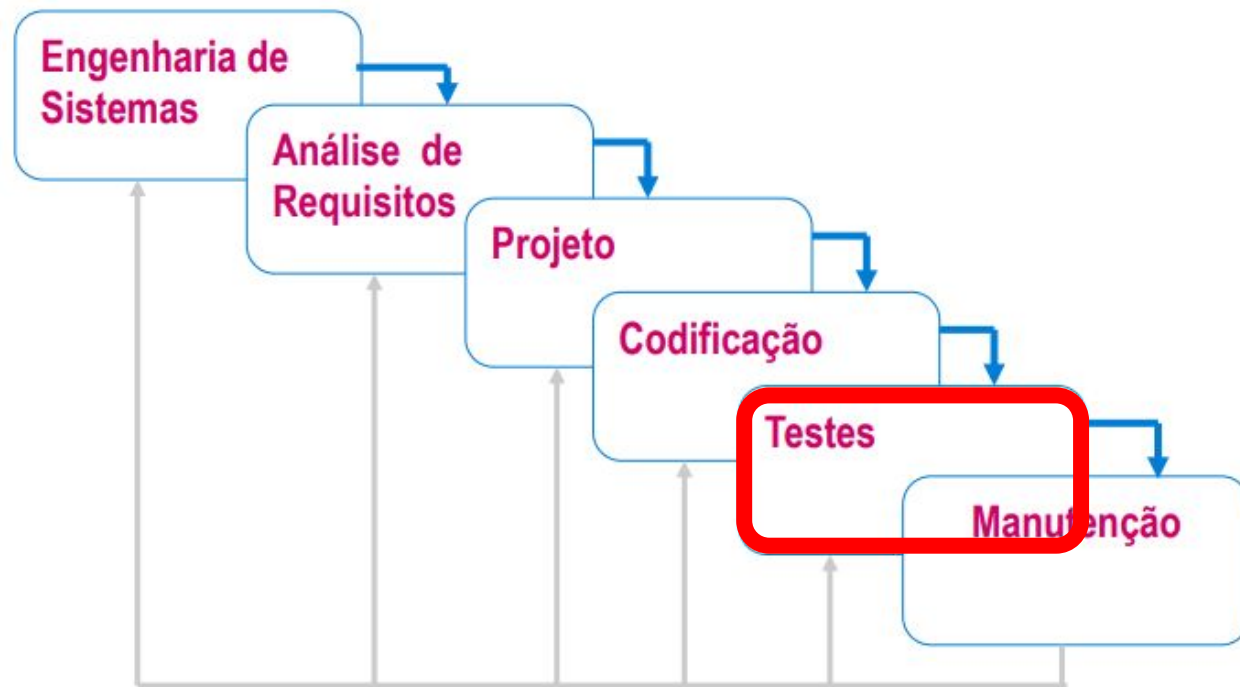 Engenharia de
Sistemas
Análise de
Requisitos
Projeto
Codificação
Testes
Manutenção